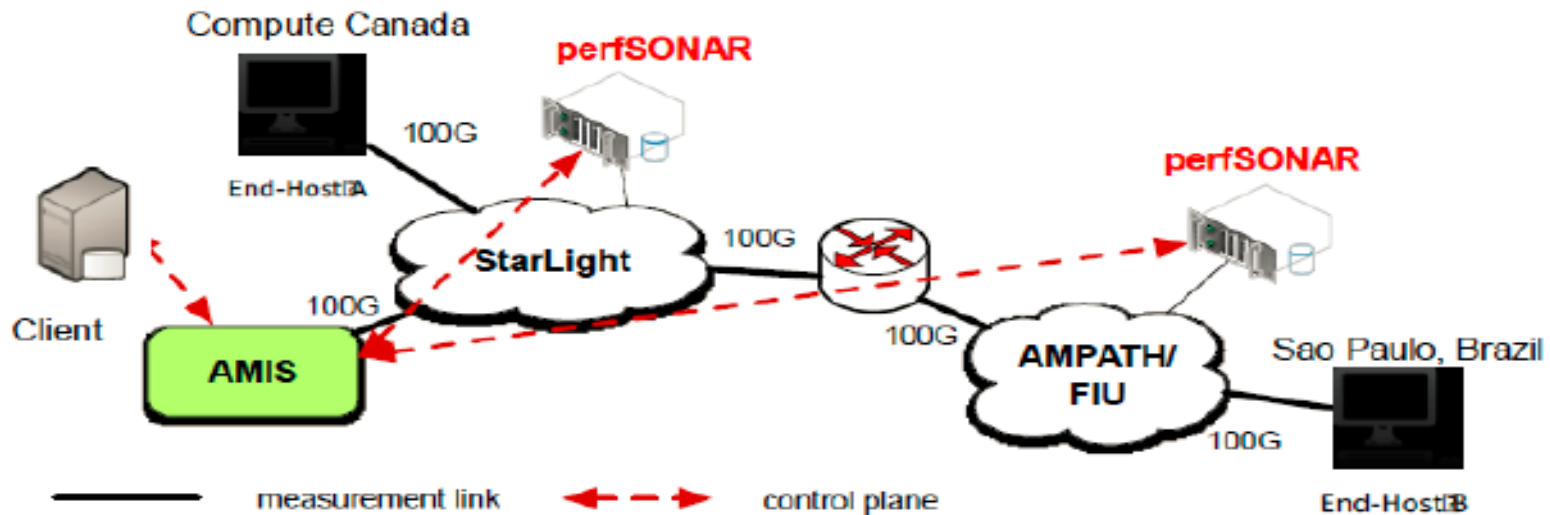 Compute Canada
perfSONAR
100G
End-Host A
perfSONAR
StarLight
100G
100G
Client
AMIS
100G
AMPATH/
FIU
Sao Paulo, Brazil
100G
End-Host B
measurement link
control plane